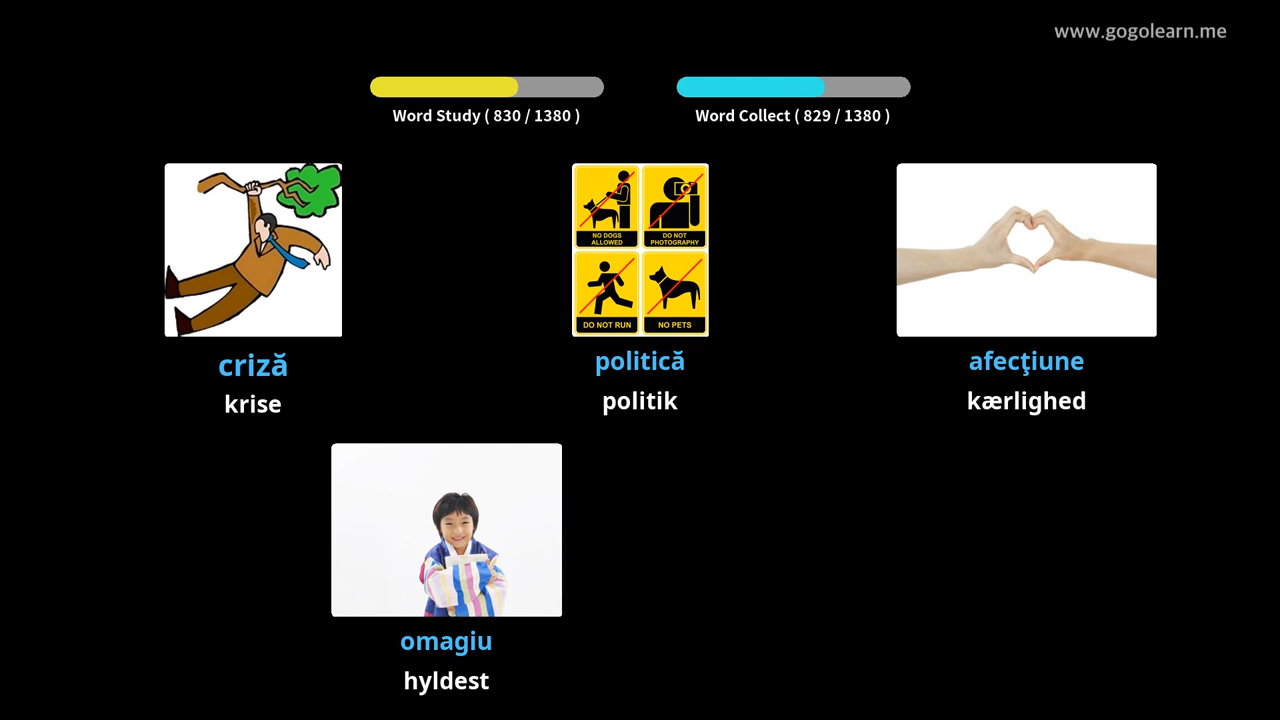 www.gogolearn.me
Word Study ( 830 / 1380 )
Word Collect ( 829 / 1380 )
NO DOGS
ALLOWED
DO NOT
PHOTOGRAPHY
DO NOT RUN
NO PETS
criză
krise
politică
politik
afecţiune
kærlighed
omagiu
hyldest